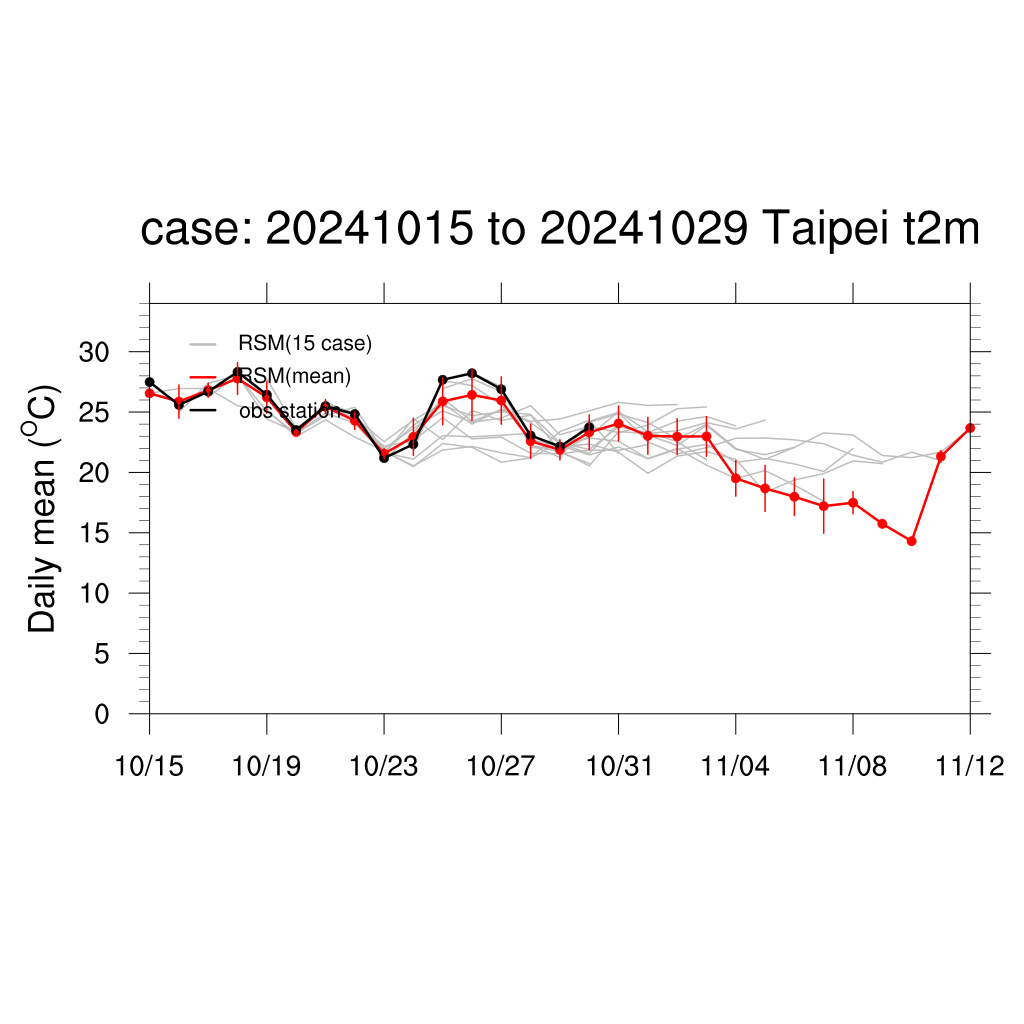 case: 20241015 to 20241029 Taipei t2m
Daily mean (°C)
30
25
20
15
10
5
0
RSM(15 case)
RSM(mean)
obs station
10/15 10/19 10/23 10/27 10/31 11/04 11/08 11/12